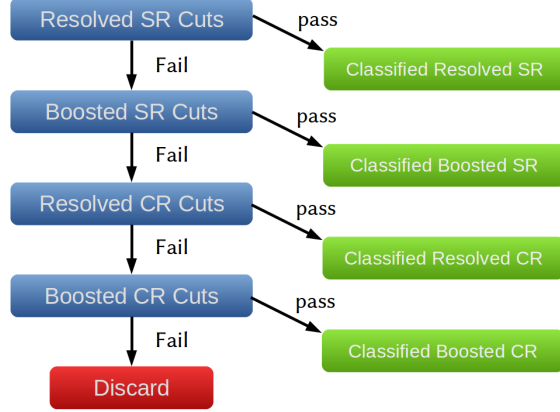 Resolved SR Cuts
pass
Classified Resolved SR
Fail
Boosted SR Cuts
pass
Classified Boosted SR
Fail
Resolved CR Cuts
pass
Classified Resolved CR
Fail
Boosted CR Cuts
pass
Classified Boosted CR
Fail
Discard